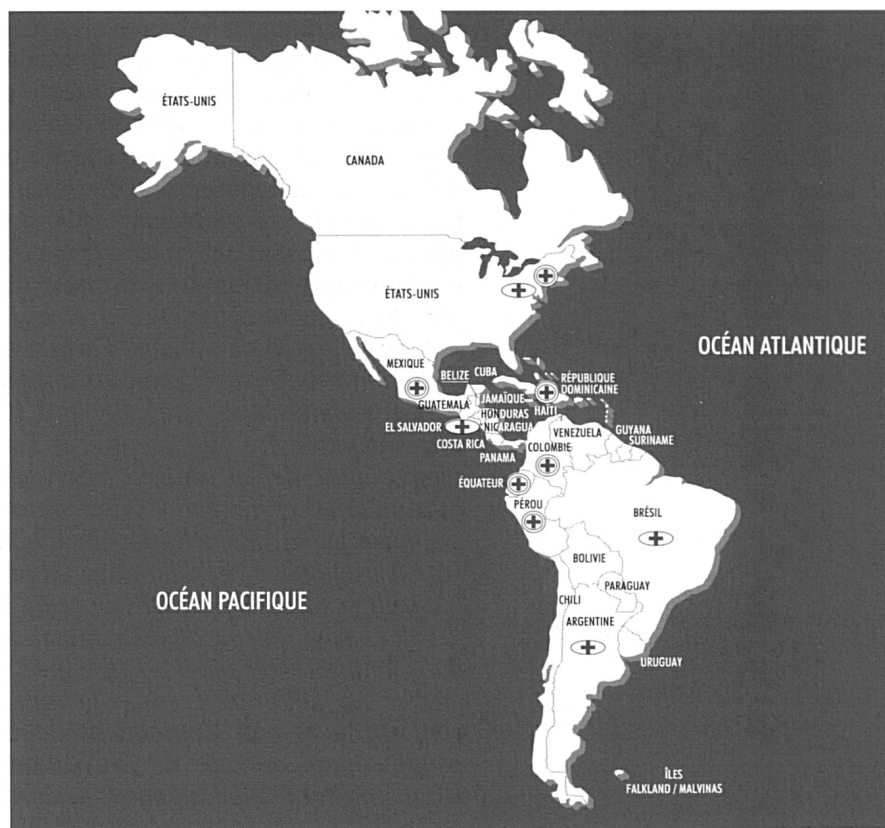 ÉTATS-UNIS
CANADA
ÉTATS-UNIS
OCÉAN ATLANTIQUE
MEXIQUE
BELIZE
CUBA
RÉPUBLIQUE
DOMINICAINE
JAMAÏQUE
GUATEMALA
HAÏTI
HONDURAS
EL SALVADOR
NICARAGUA
GUYANA
VENEZUELA
SURINAME
COSTA RICA
COLOMBIE
PANAMA
ÉQUATEUR
PÉROU
BRÉSIL
BOLIVIE
PARAGUAY
OCÉAN PACIFIQUE
CHILI
ARGENTINE
URUGUAY
ÎLES
FALKLAND / MALVINAS